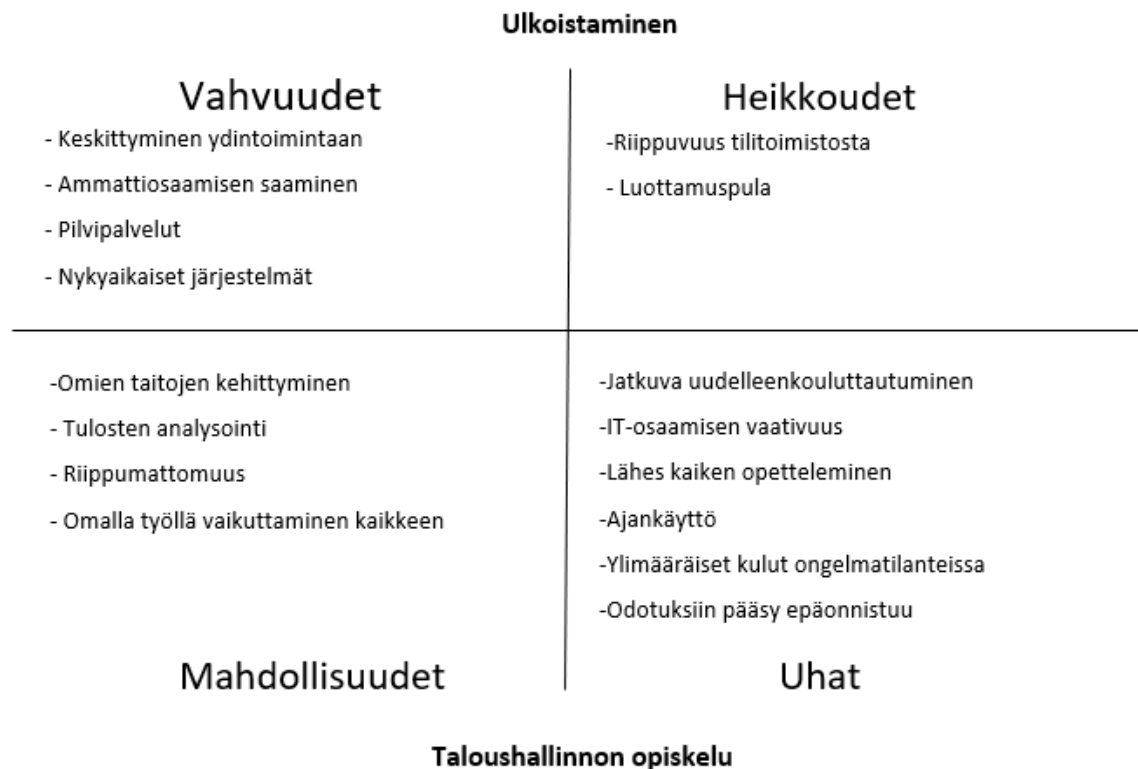 Ulkoistaminen
Vahvuudet
- Keskittyminen ydintoimintaan
- Ammattiosaamisen saaminen
- Pilvipalvelut
- Nykyaikaiset järjestelmät
Heikkoudet
-Riippuvuus tilitoimistosta
- Luottamuspula
-Omien taitojen kehittyminen
- Tulosten analysointi
- Riippumattomuus
- Omalla työllä vaikuttaminen kaikkeen
Mahdollisuudet
-Jatkuva uudelleenkouluttautuminen
-IT-osaamisen vaativuus
-Lähes kaiken opetteleminen
-Ajankäyttö
-Ylimääräiset kulut ongelmatilanteissa
-Odotuksiin pääsy epäonnistuu
Uhat
Taloushallinnon opiskelu